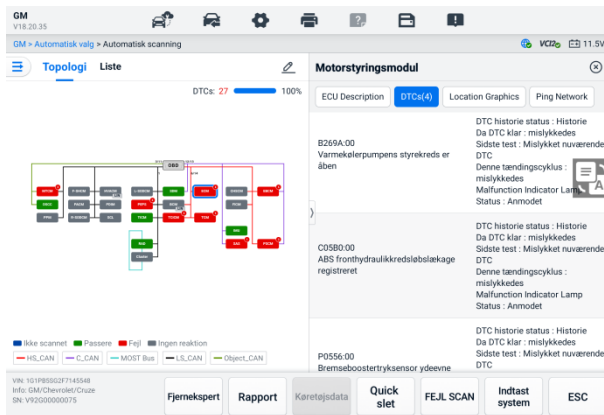 GM
V18.20.35
GM > Automatisk valg > Automatisk scanning
VCI2
11.5V
Topologi
Liste
DTCs: 27
100%
OBD
Ikke scannet
Passere
Fejl
Ingen reaktion
HS_CAN
C_CAN
MOST Bus
LS_CAN
Object_CAN
Motorstyringsmodul
ECU Description
DTCs(4)
Location Graphics
Ping Network
B269A:00
Varmekølerpumpens styrekreds er
åben
DTC historie status : Historie
Da DTC klar : mislykkedes
Sidste test : Mislykket nuværende
DTC
Denne tændingscyklus :
mislykkedes
Malfunction Indicator Lamp
Status : Anmodet
C05B0:00
ABS fronthydraulikkredsløbslækage
registreret
DTC historie status : Historie
Da DTC klar : mislykkedes
Sidste test : Mislykket nuværende
DTC
Denne tændingscyklus :
mislykkedes
Malfunction Indicator Lamp
Status : Anmodet
P0556:00
Bremseboostertryksensor ydeevne
DTC historie status : Historie
Da DTC klar : mislykkedes
Sidste test : Mislykket nuværende
DTC
VIN: 1G1PB5SG2F7145548
Info: GM/Chevrolet/Cruze
SN: V92G00000075
Fjernekspert
Rapport
Køretøjsdata
Quick
slet
FEJL SCAN
Indtast
system
ESC